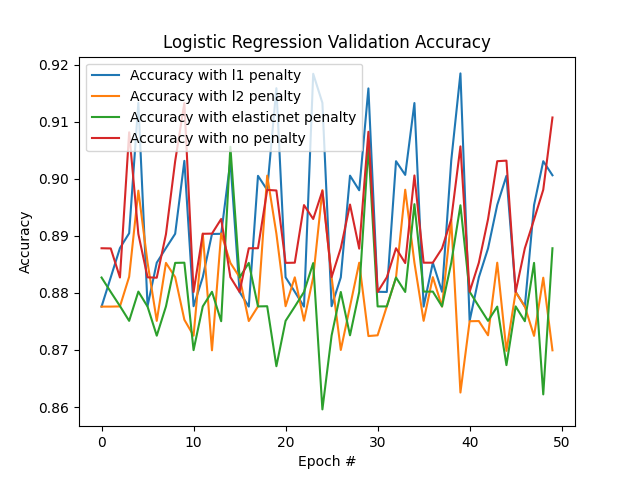 Logistic Regression Validation Accuracy
Accuracy with l1 penalty
Accuracy with l2 penalty
Accuracy with elasticnet penalty
Accuracy with no penalty
Accuracy
0.92
0.91
0.90
0.89
0.88
0.87
0.86
0 10 20 30 40 50
Epoch #